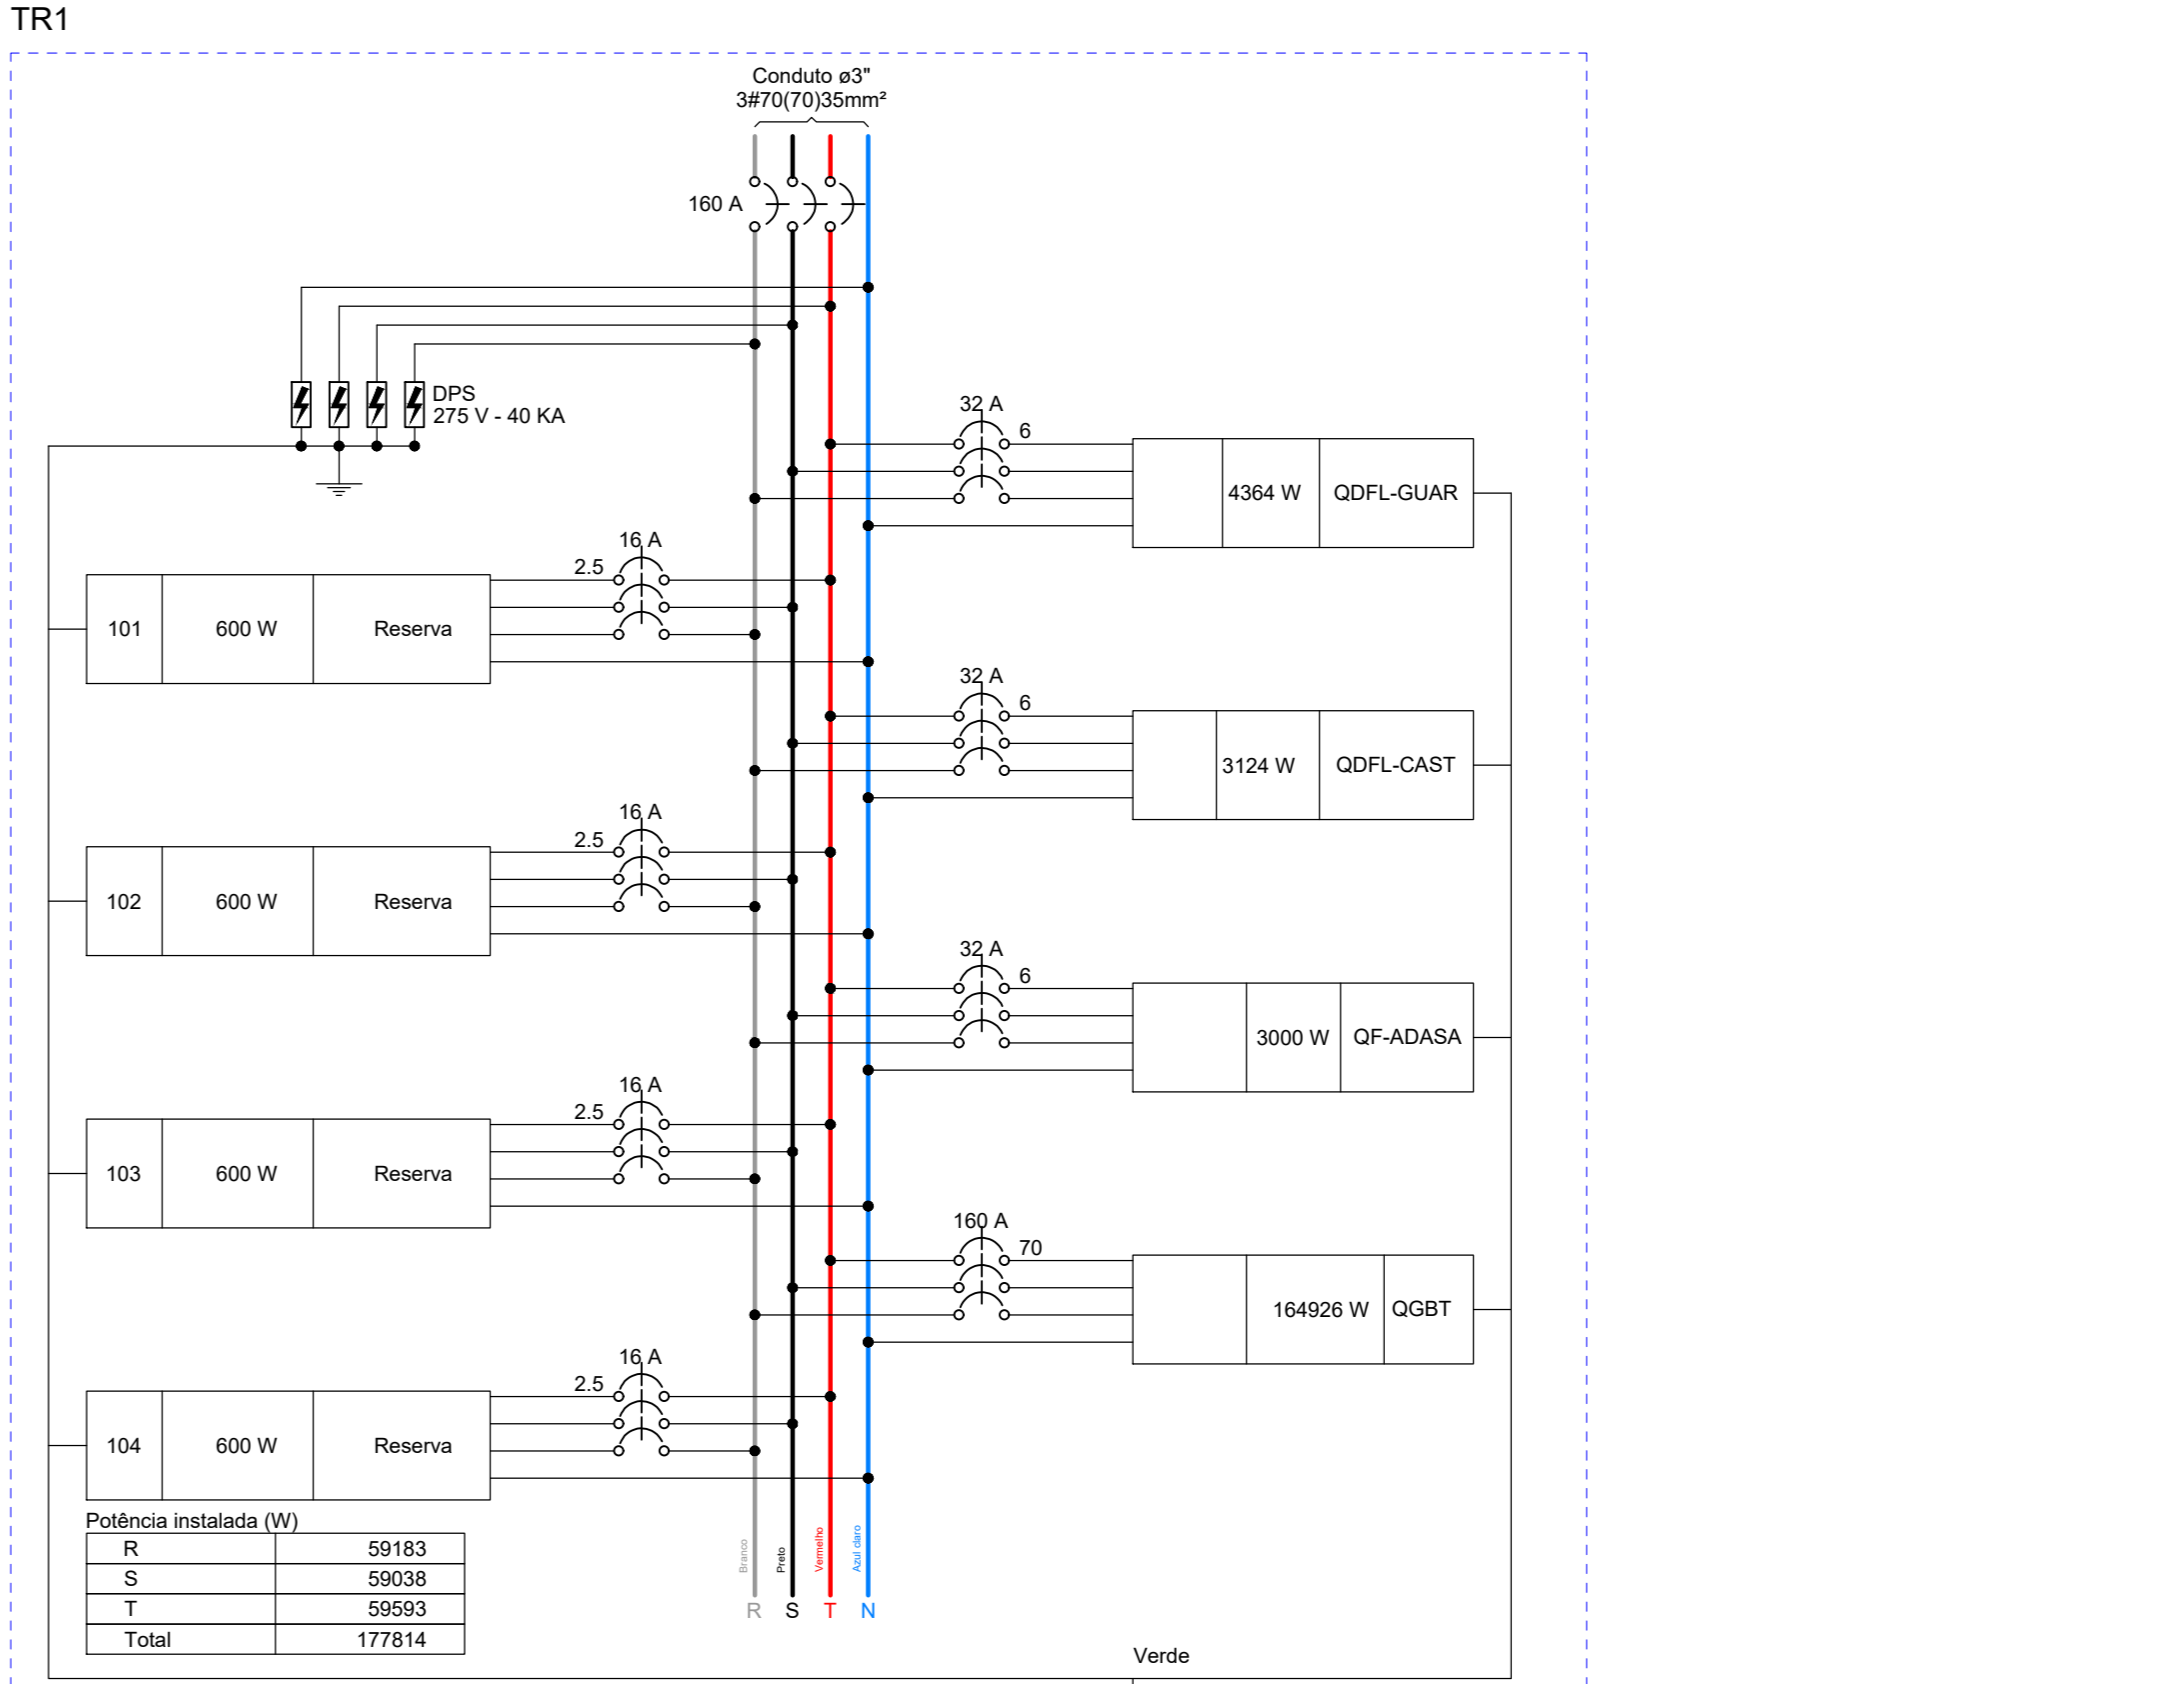 TR1
Conduto ø3"
3#70(70)35mm²
160 A
DPS
275 V - 40 KA
32 A
6
4364 W QDFL-GUAR
16 A
2.5
101 600 W Reserva
32 A
6
3124 W QDFL-CAST
16 A
2.5
102 600 W Reserva
32 A
6
3000 W QF-ADASA
16 A
2.5
103 600 W Reserva
160 A
70
164926 W QGBT
16 A
2.5
104 600 W Reserva
Potência instalada (W)
R 59183
S 59038
T 59593
Total 177814
Branco
Preto
Vermelho
Azul claro
R S T N
Verde